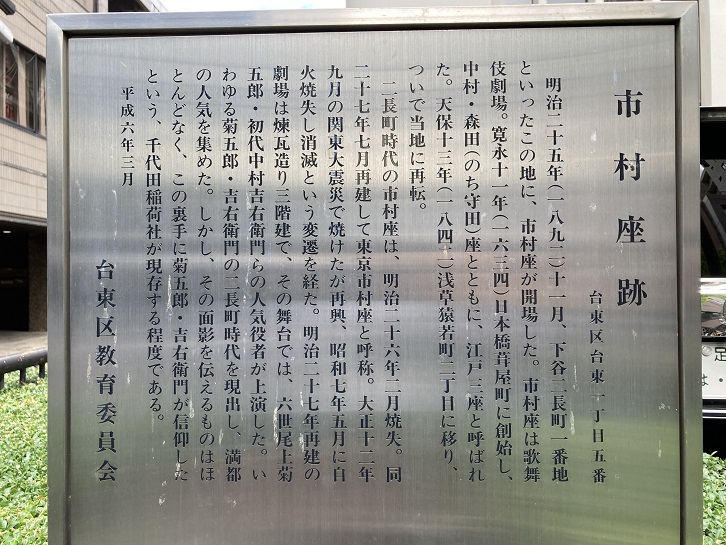 市村座跡
台東区台東一丁目五番
明治二十五年(一八九二)十一月、下谷二長町一番地
といったこの地に、市村座が開場した。市村座は歌舞
伎劇場。寛永十一年(一六三四)日本橋葺屋町に創始し、
中村・森田(のち守田)座とともに、江戸三座と呼ばれ
た。天保十三年(一八四二)浅草猿若町二丁目に移り、
ついで当地に再転。
二長町時代の市村座は、明治二十六年二月焼失。同
二十七年七月再建して東京市村座と呼称。大正十二年
九月の関東大震災で焼けたが再興、昭和七年五月に自
火焼失し消滅という変遷を経た。明治二十七年再建の
劇場は煉瓦造り三階建で、その舞台では、六世尾上菊
五郎・初代中村吉右衛門らの人気役者が上演した。い
わゆる菊五郎・吉右衛門の二長町時代を現出し、満都
の人気を集めた。しかし、その面影を伝えるものはほ
とんどなく、この裏手に菊五郎・吉右衛門が信仰した
という、千代田稲荷社が現存する程度である。
平成六年三月
台東区教育委員会